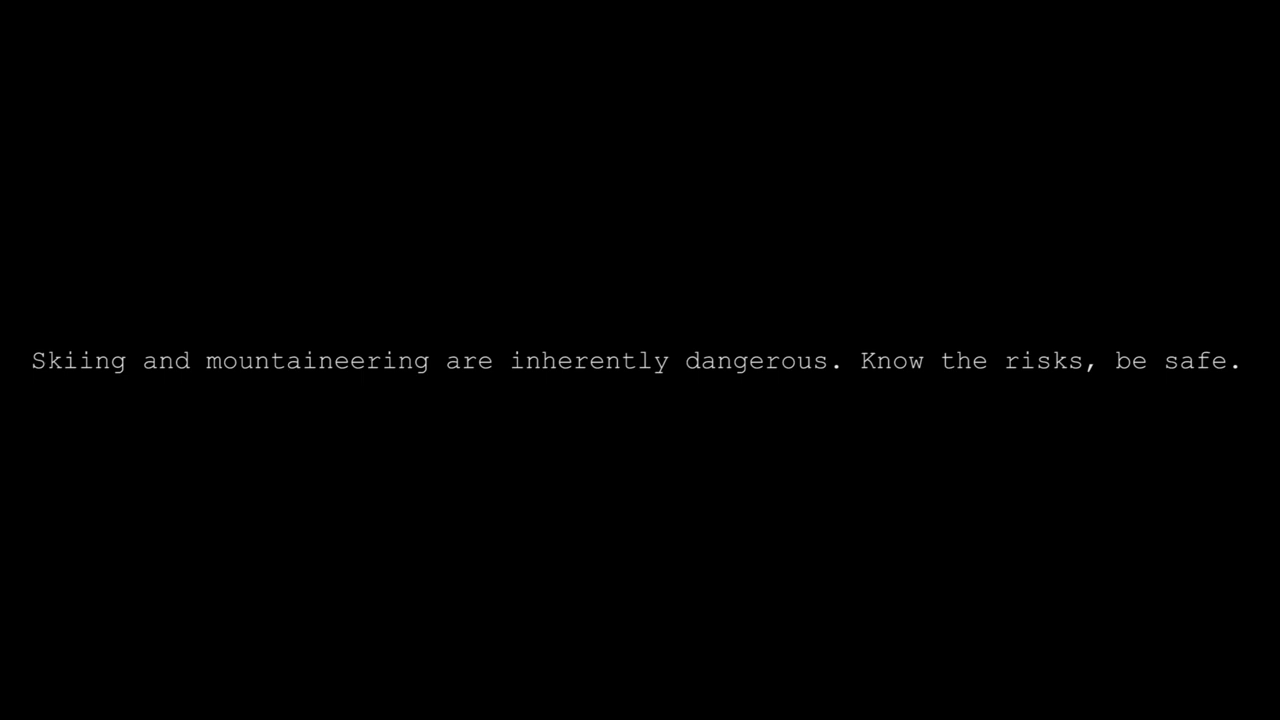 Skiing and mountaineering are inherently dangerous. Know the risks, be safe.